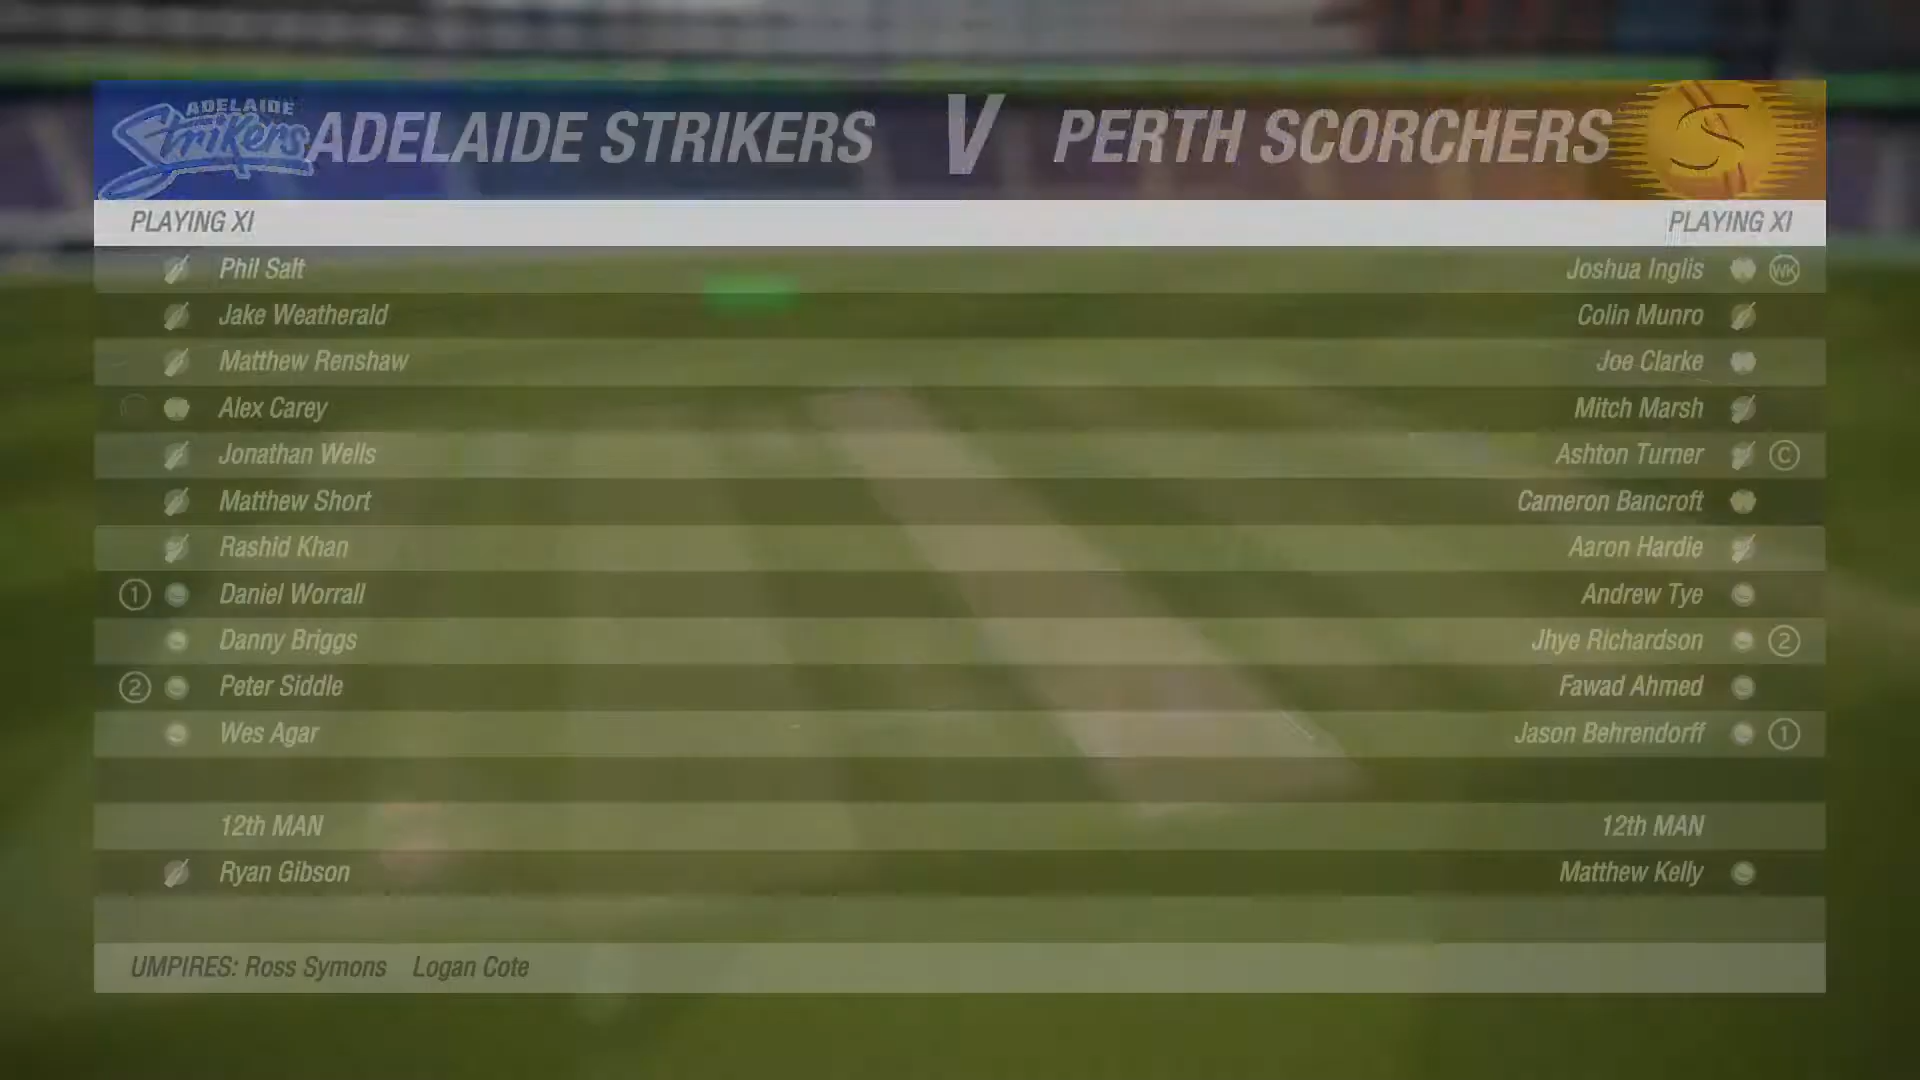 ADELAIDE Strikers ADELAIDE STRIKERS V PERTH SCORCHERS S
PLAYING XI PLAYING XI
Phil Salt Joshua Inglis WK
Jake Weatherald Colin Munro
Matthew Renshaw Joe Clarke
Alex Carey Mitch Marsh
Jonathan Wells Ashton Turner C
Matthew Short Cameron Bancroft
Rashid Khan Aaron Hardie
1 Daniel Worrall Andrew Tye
Danny Briggs Jhye Richardson 2
2 Peter Siddle Fawad Ahmed
Wes Agar Jason Behrendorff 1
12th MAN 12th MAN
Ryan Gibson Matthew Kelly
UMPIRES: Ross Symons Logan Cote